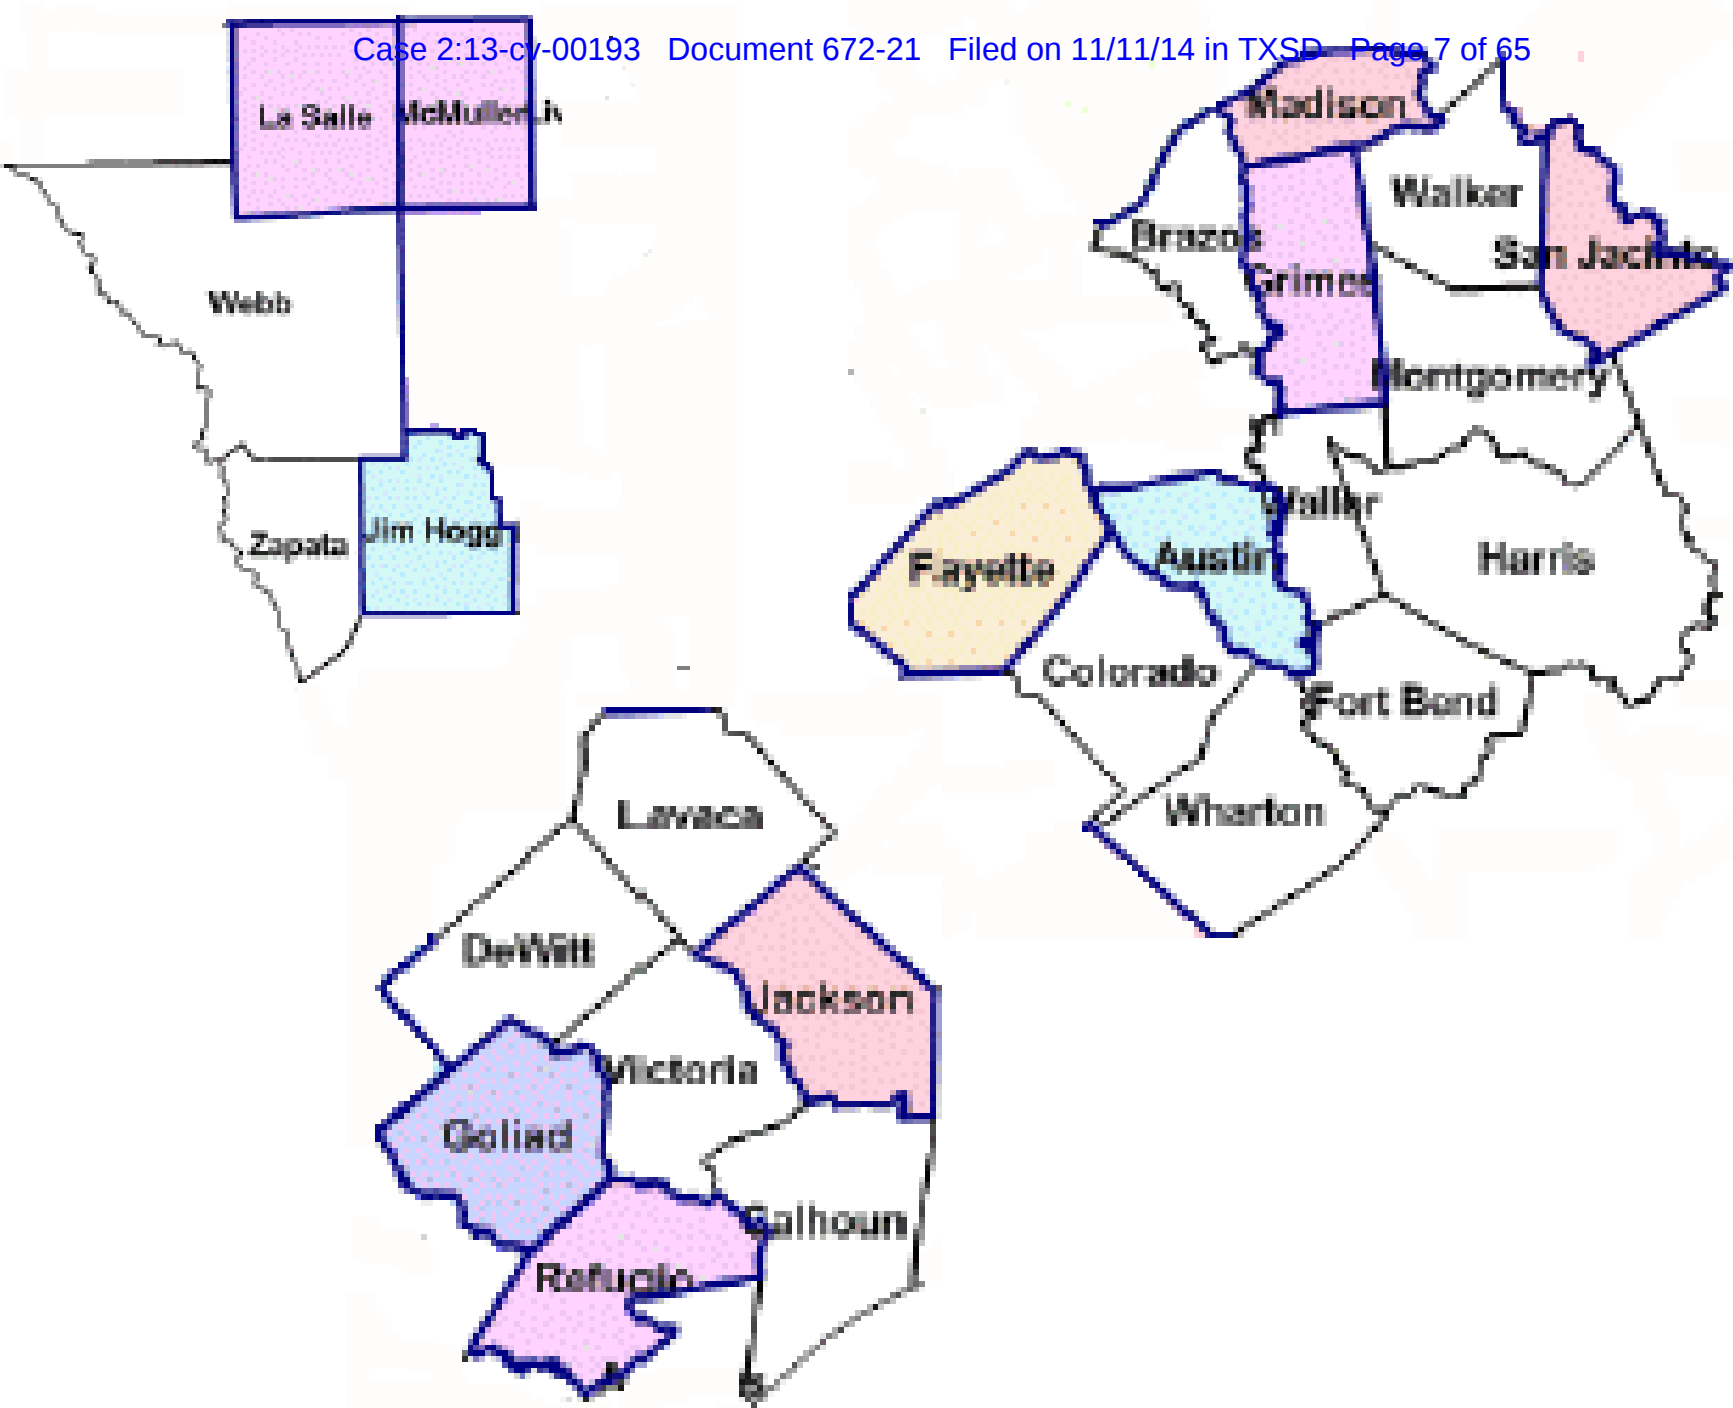 Case 2:13-cv-00193 Document 672-21 Filed on 11/11/14 in TXSD Page 7 of 65
La Salle
McMullen
Webb
Zapata
Jim Hogg
Madison
Walker
Brazos
Grimes
San Jacinto
Montgomery
Waller
Fayette
Austin
Harris
Colorado
Fort Bend
Wharton
Lavaca
DeWitt
Jackson
Victoria
Goliad
Calhoun
Refugio